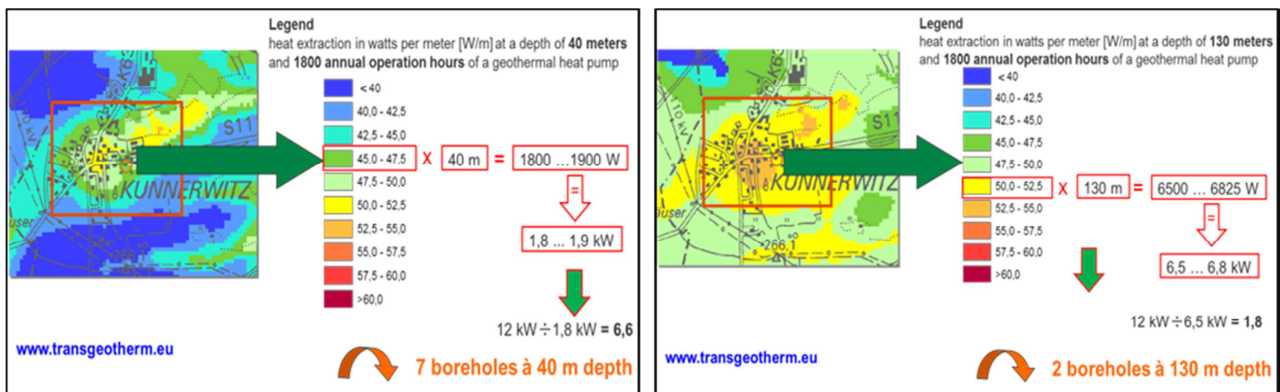 Legend
heat extraction in watts per meter [W/m] at a depth of 40 meters
and 1800 annual operation hours of a geothermal heat pump
< 40
40,0 - 42,5
42,5 - 45,0
45,0 - 47,5 X 40 m = 1800 ...1900 W
47,5 - 50,0
=
50,0 - 52,5
52,5 - 55,0
1,8 ... 1,9 kW
55,0 - 57,5
57,5 - 60,0
>60,0
12 kW ÷ 1,8 kW = 6,6
www.transgeotherm.eu
7 boreholes à 40 m depth
10 kV
K63
S11
KUNNERWITZ
266,1
Legend
heat extraction in watts per meter [W/m] at a depth of 130 meters
and 1800 annual operation hours of a geothermal heat pump
< 40
40,0 - 42,5
42,5 - 45,0
45,0 - 47,5
47,5 - 50,0
50,0 - 52,5 X 130 m = 6500 ... 6825 W
=
52,5 - 55,0
55,0 - 57,5
57,5 - 60,0
6,5 ... 6,8 kW
>60,0
12 kW ÷ 6,5 kW = 1,8
www.transgeotherm.eu
2 boreholes à 130 m depth
10 kV
K63
S11
KUNNERWITZ
266,1